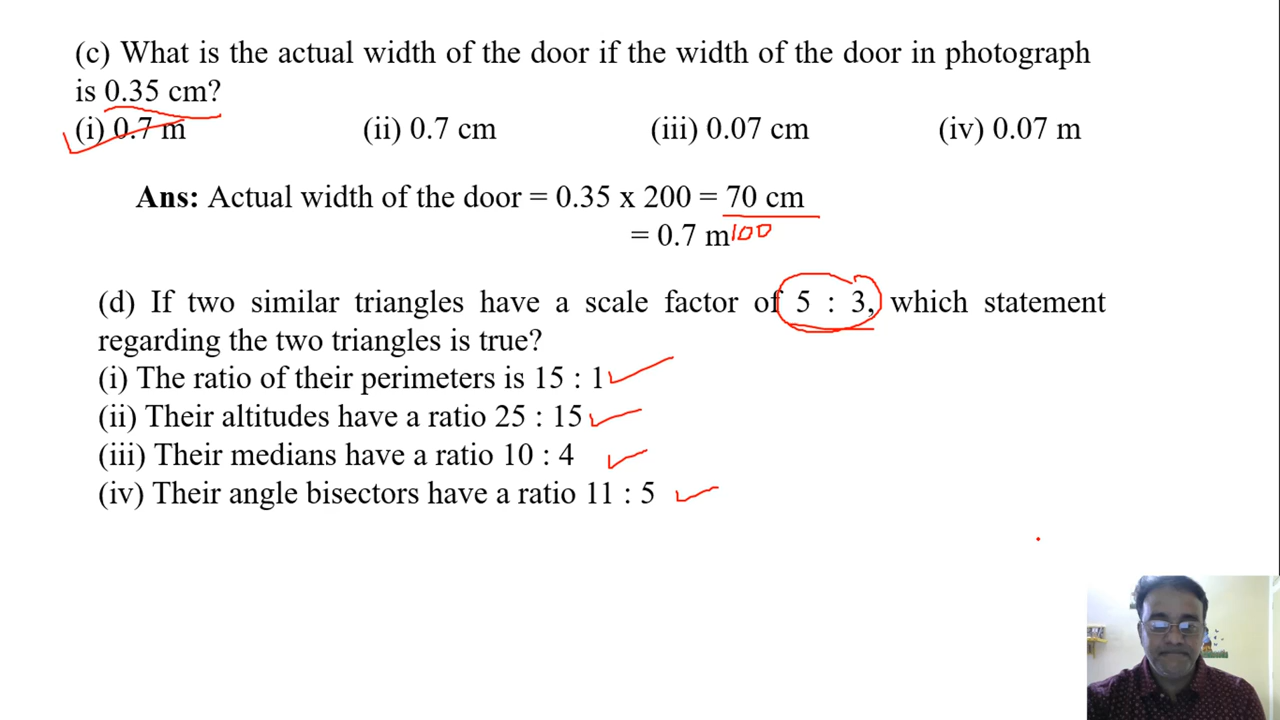 (c) What is the actual width of the door if the width of the door in photograph
is 0.35 cm?
(i) 0.7 m (ii) 0.7 cm (iii) 0.07 cm (iv) 0.07 m
Ans: Actual width of the door = 0.35 x 200 = 70 cm
= 0.7 m 100
(d) If two similar triangles have a scale factor of 5 : 3, which statement
regarding the two triangles is true?
(i) The ratio of their perimeters is 15 : 1
(ii) Their altitudes have a ratio 25 : 15
(iii) Their medians have a ratio 10 : 4
(iv) Their angle bisectors have a ratio 11 : 5